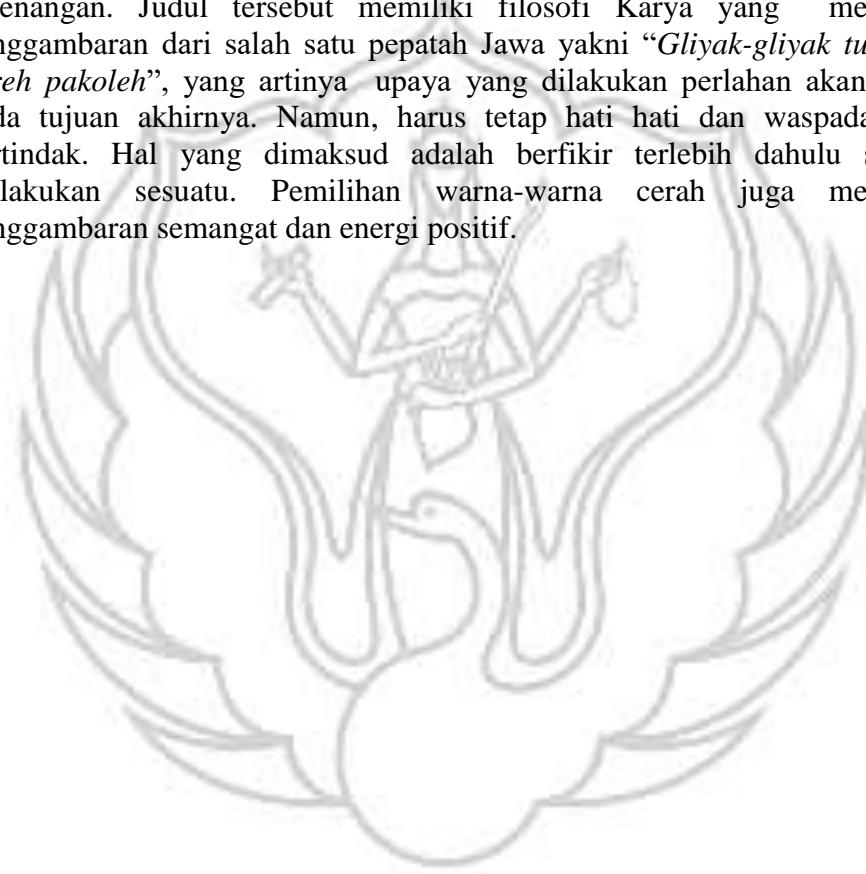 enangan. Judul tersebut memiliki filosofi Karya yang me
nggambaran dari salah satu pepatah Jawa yakni “Gliyak-gliyak tu
reh pakoleh”, yang artinya upaya yang dilakukan perlahan akan
da tujuan akhirnya. Namun, harus tetap hati hati dan waspada
rtindak. Hal yang dimaksud adalah berfikir terlebih dahulu s
lakukan sesuatu. Pemilihan warna-warna cerah juga me
nggambaran semangat dan energi positif.